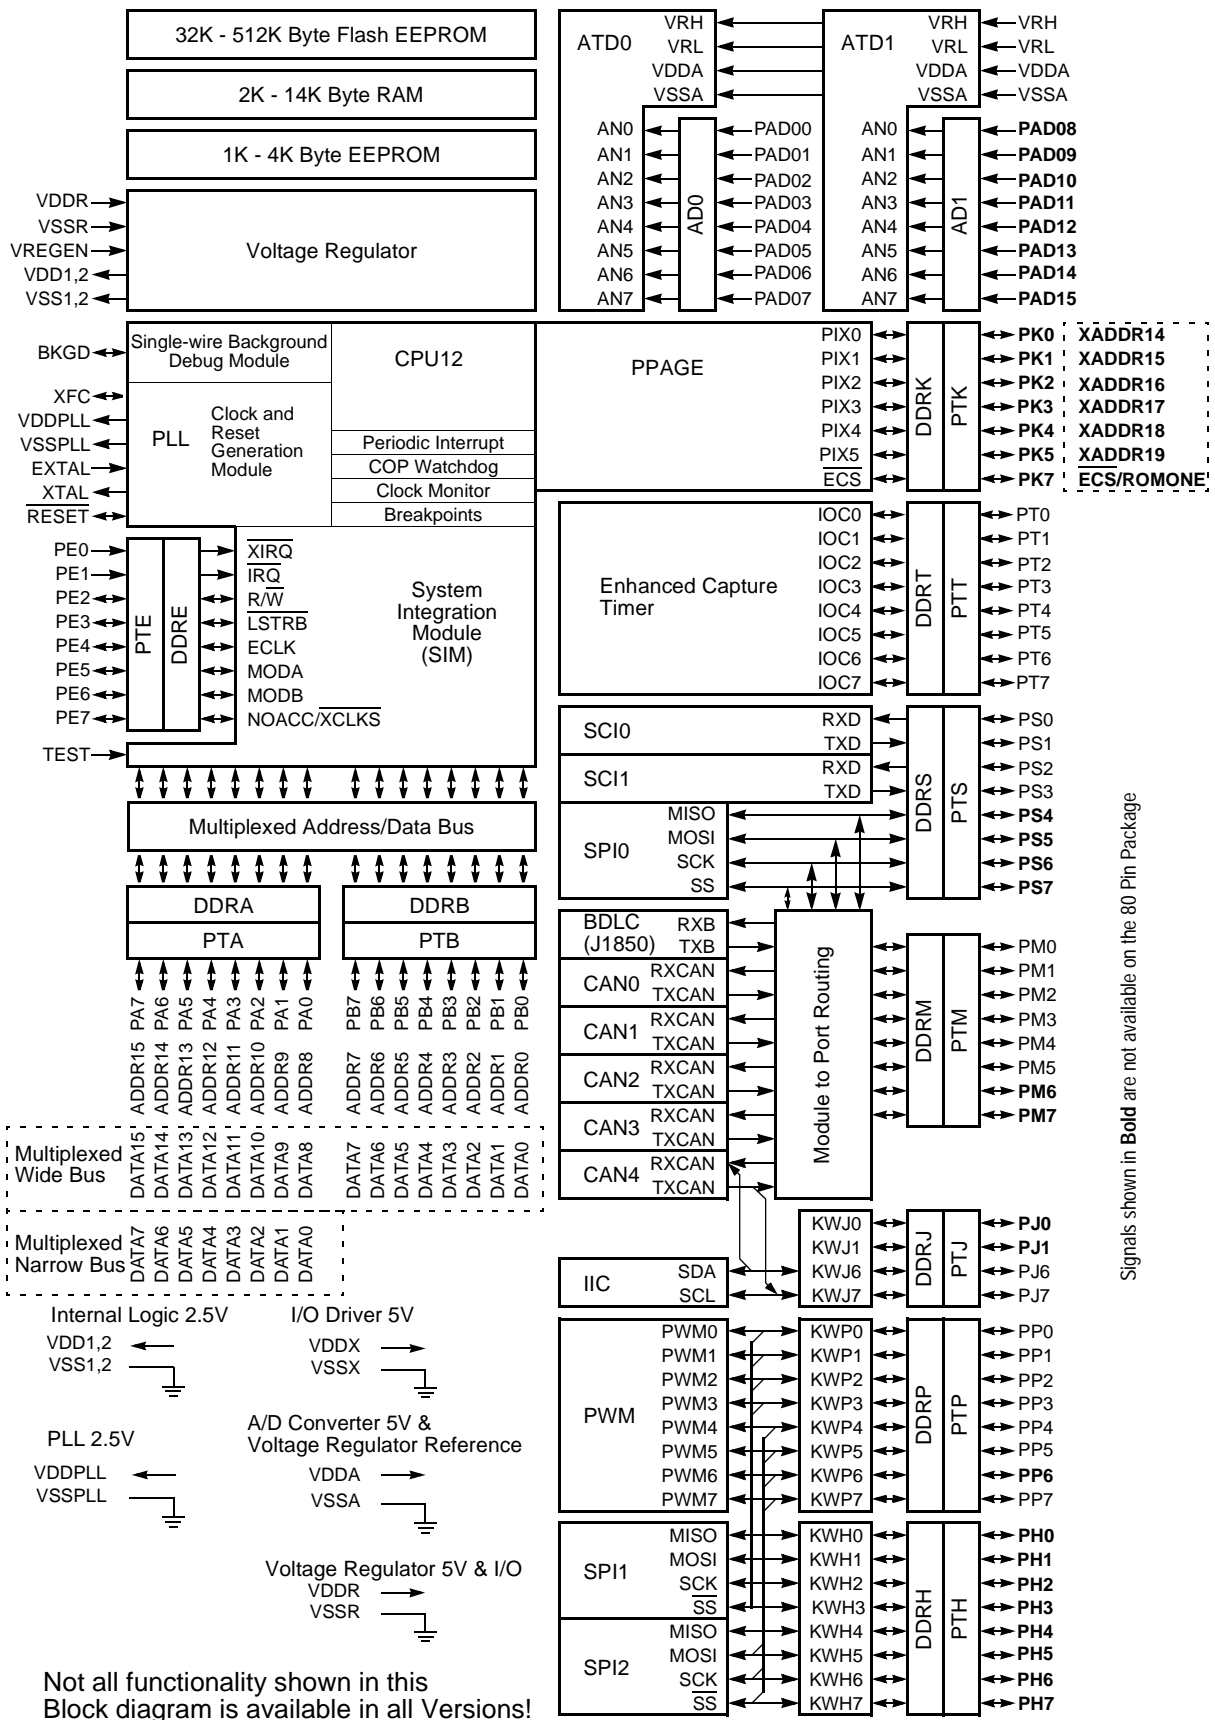 32K - 512K Byte Flash EEPROM
2K - 14K Byte RAM
1K - 4K Byte EEPROM
VDDR
VSSR
VREGEN
VDD1,2
VSS1,2
Voltage Regulator
ATD0
VRH
VRL
VDDA
VSSA
AN0
AN1
AN2
AN3
AN4
AN5
AN6
AN7
AD0
PAD00
PAD01
PAD02
PAD03
PAD04
PAD05
PAD06
PAD07
ATD1
VRH
VRL
VDDA
VSSA
VRH
VRL
VDDA
VSSA
AN0
AN1
AN2
AN3
AN4
AN5
AN6
AN7
AD1
PAD08
PAD09
PAD10
PAD11
PAD12
PAD13
PAD14
PAD15
BKGD
XFC
VDDPLL
VSSPLL
EXTAL
XTAL
RESET
Single-wire Background
Debug Module
CPU12
PLL
Clock and
Reset
Generation
Module
Periodic Interrupt
COP Watchdog
Clock Monitor
Breakpoints
PPAGE
PIX0
PIX1
PIX2
PIX3
PIX4
PIX5
ECS
DDRK
PTK
PK0
PK1
PK2
PK3
PK4
PK5
PK7
XADDR14
XADDR15
XADDR16
XADDR17
XADDR18
XADDR19
ECS/ROMONE
PE0
PE1
PE2
PE3
PE4
PE5
PE6
PE7
TEST
PTE
DDRE
XIRQ
IRQ
R/W
LSTRB
ECLK
MODA
MODB
NOACC/XCLKS
System
Integration
Module
(SIM)
Enhanced Capture
Timer
IOC0
IOC1
IOC2
IOC3
IOC4
IOC5
IOC6
IOC7
DDRT
PTT
PT0
PT1
PT2
PT3
PT4
PT5
PT6
PT7
SCI0
RXD
TXD
SCI1
RXD
TXD
SPI0
MISO
MOSI
SCK
SS
DDRS
PTS
PS0
PS1
PS2
PS3
PS4
PS5
PS6
PS7
Multiplexed Address/Data Bus
DDRA
PTA
DDRB
PTB
PA7
PA6
PA5
PA4
PA3
PA2
PA1
PA0
PB7
PB6
PB5
PB4
PB3
PB2
PB1
PB0
ADDR15
ADDR14
ADDR13
ADDR12
ADDR11
ADDR10
ADDR9
ADDR8
ADDR7
ADDR6
ADDR5
ADDR4
ADDR3
ADDR2
ADDR1
ADDR0
Multiplexed
Wide Bus
DATA15
DATA14
DATA13
DATA12
DATA11
DATA10
DATA9
DATA8
DATA7
DATA6
DATA5
DATA4
DATA3
DATA2
DATA1
DATA0
Multiplexed
Narrow Bus
DATA7
DATA6
DATA5
DATA4
DATA3
DATA2
DATA1
DATA0
BDLC
(J1850)
RXB
TXB
CAN0
RXCAN
TXCAN
CAN1
RXCAN
TXCAN
CAN2
RXCAN
TXCAN
CAN3
RXCAN
TXCAN
CAN4
RXCAN
TXCAN
Module to Port Routing
DDRM
PTM
PM0
PM1
PM2
PM3
PM4
PM5
PM6
PM7
Signals shown in Bold are not available on the 80 Pin Package
IIC
SDA
SCL
KWJ0
KWJ1
KWJ6
KWJ7
DDRJ
PTJ
PJ0
PJ1
PJ6
PJ7
PWM
PWM0
PWM1
PWM2
PWM3
PWM4
PWM5
PWM6
PWM7
KWP0
KWP1
KWP2
KWP3
KWP4
KWP5
KWP6
KWP7
DDRP
PTP
PP0
PP1
PP2
PP3
PP4
PP5
PP6
PP7
SPI1
MISO
MOSI
SCK
SS
SPI2
MISO
MOSI
SCK
SS
KWH0
KWH1
KWH2
KWH3
KWH4
KWH5
KWH6
KWH7
DDRH
PTH
PH0
PH1
PH2
PH3
PH4
PH5
PH6
PH7
Internal Logic 2.5V
VDD1,2
VSS1,2
I/O Driver 5V
VDDX
VSSX
PLL 2.5V
VDDPLL
VSSPLL
A/D Converter 5V &
Voltage Regulator Reference
VDDA
VSSA
Voltage Regulator 5V & I/O
VDDR
VSSR
Not all functionality shown in this
Block diagram is available in all Versions!